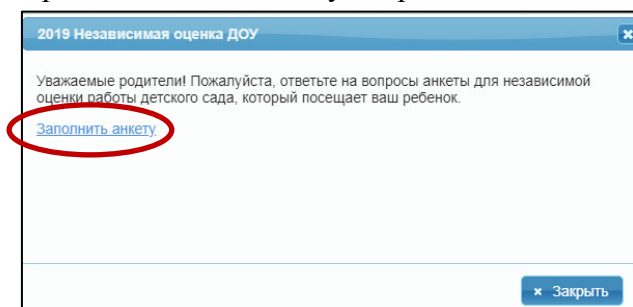 2019 Независимая оценка ДОУ
Уважаемые родители! Пожалуйста, ответьте на вопросы анкеты для независимой
оценки работы детского сада, который посещает ваш ребенок.
Заполнить анкету
× Закрыть